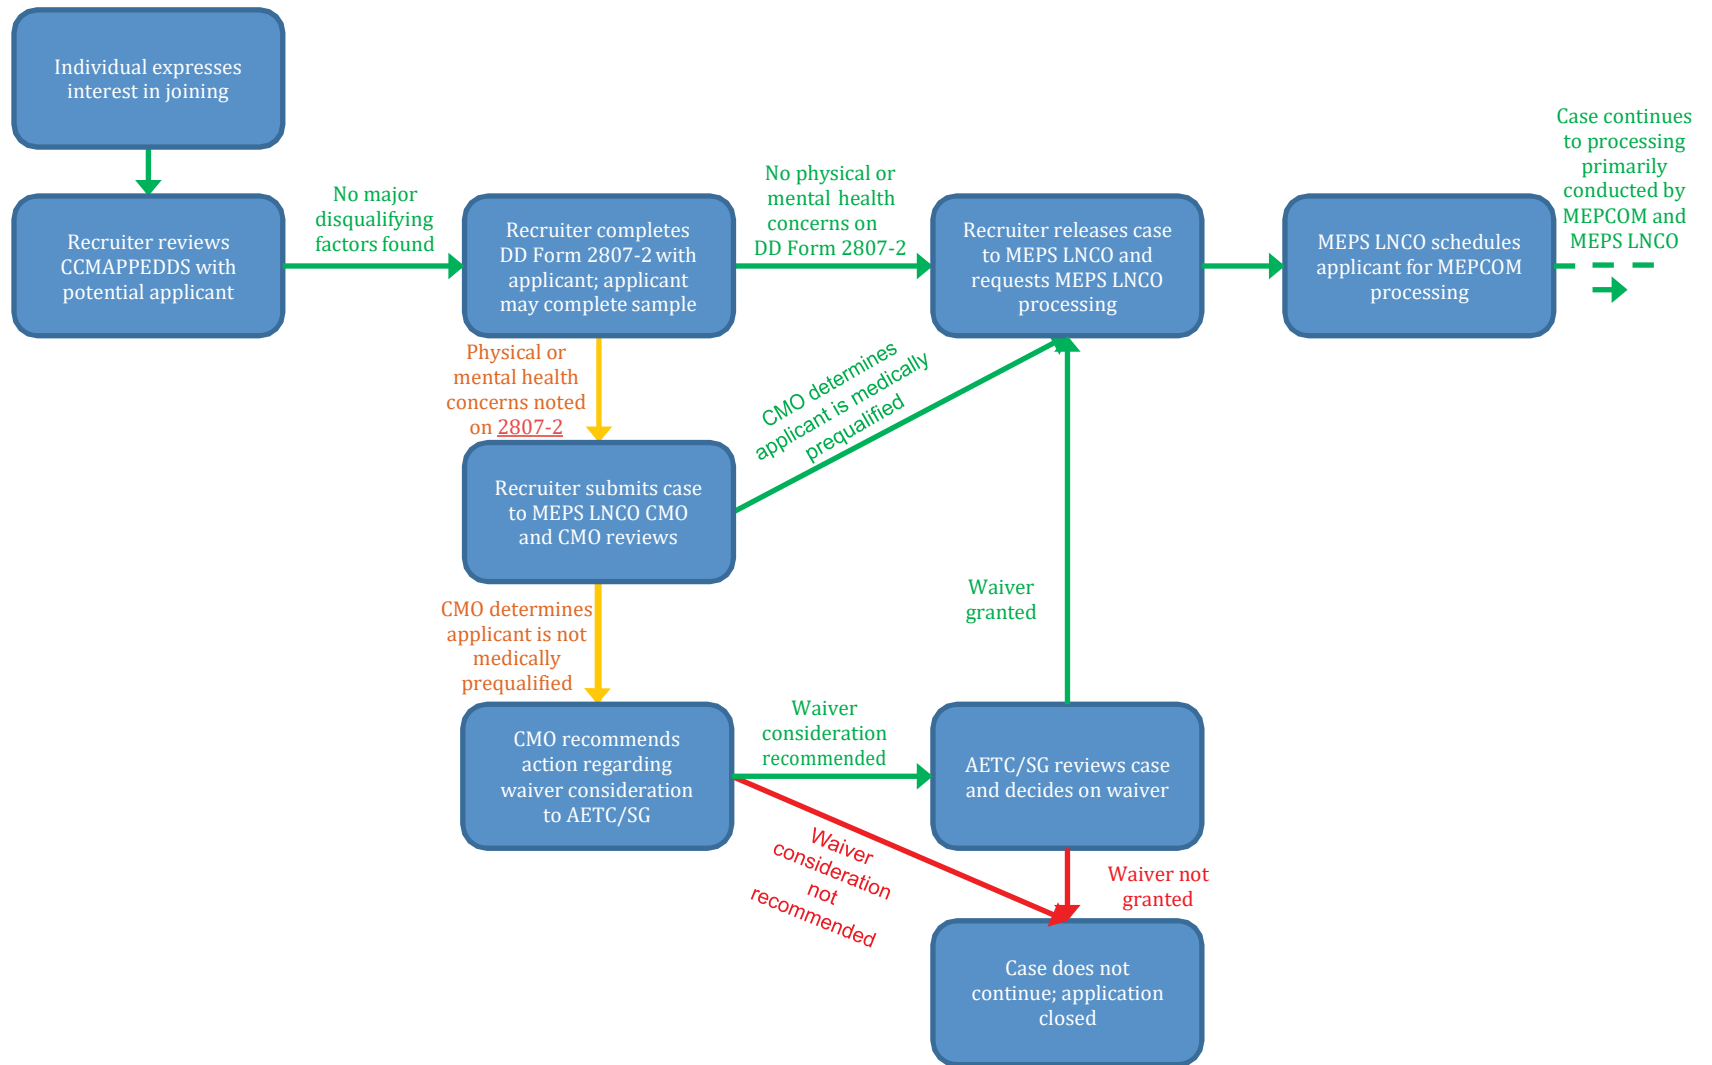 Individual expresses
interest in joining
Recruiter reviews
CCMAPPEDDS with
potential applicant
No major
disqualifying
factors found
Recruiter completes
DD Form 2807-2 with
applicant; applicant
may complete sample
No physical or
mental health
concerns on
DD Form 2807-2
Recruiter releases case
to MEPS LNCO and
requests MEPS LNCO
processing
MEPS LNCO schedules
applicant for MEPCOM
processing
Case continues
to processing
primarily
conducted by
MEPCOM and
MEPS LNCO
Physical or
mental health
concerns noted
on 2807-2
CMO determines
applicant is medically
prequalified
Recruiter submits case
to MEPS LNCO CMO
and CMO reviews
CMO determines
applicant is not
medically
prequalified
Waiver
granted
CMO recommends
action regarding
waiver consideration
to AETC/SG
Waiver
consideration
recommended
AETC/SG reviews case
and decides on waiver
Waiver
consideration
not
recommended
Waiver not
granted
Case does not
continue; application
closed